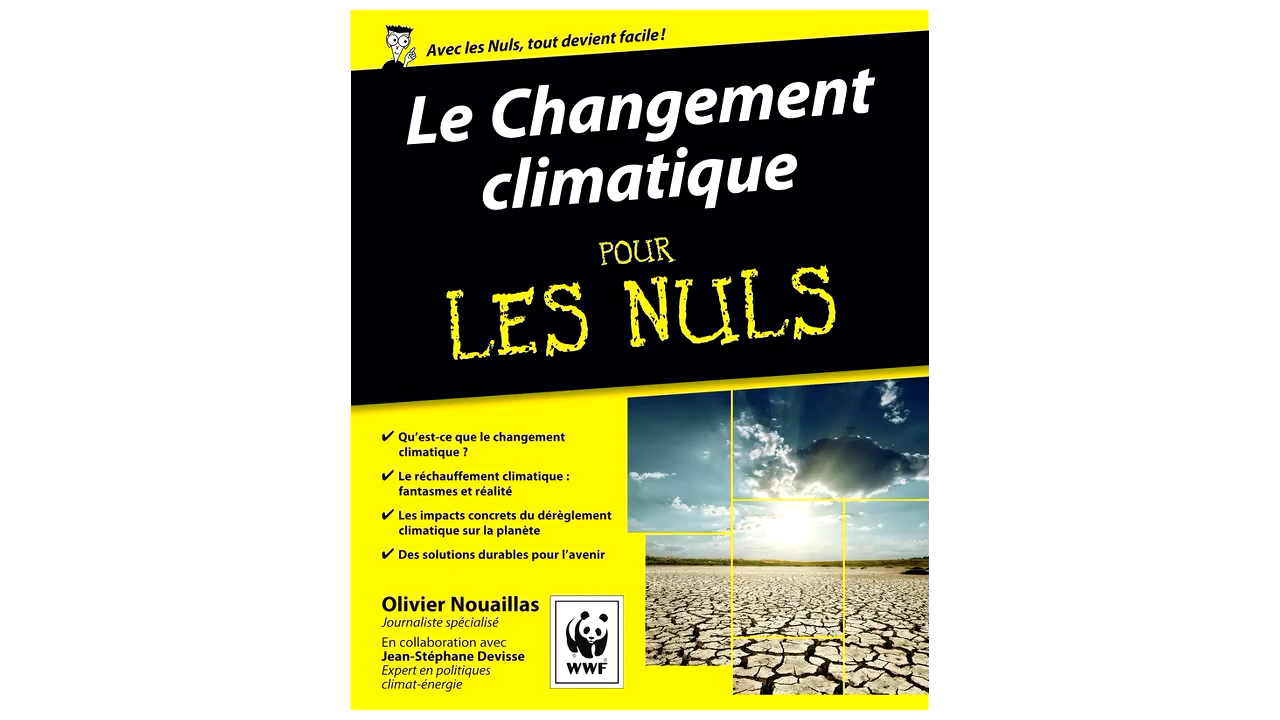 Avec les Nuls, tout devient facile !
Le Changement
climatique
POUR
LES NULS
✔ Qu'est-ce que le changement
climatique ?
✔ Le réchauffement climatique :
fantasmes et réalité
✔ Les impacts concrets du dérèglement
climatique sur la planète
✔ Des solutions durables pour l'avenir
Olivier Nouaillas
Journaliste spécialisé
En collaboration avec
Jean-Stéphane Devisse
Expert en politiques
climat-énergie
©
®
WWF